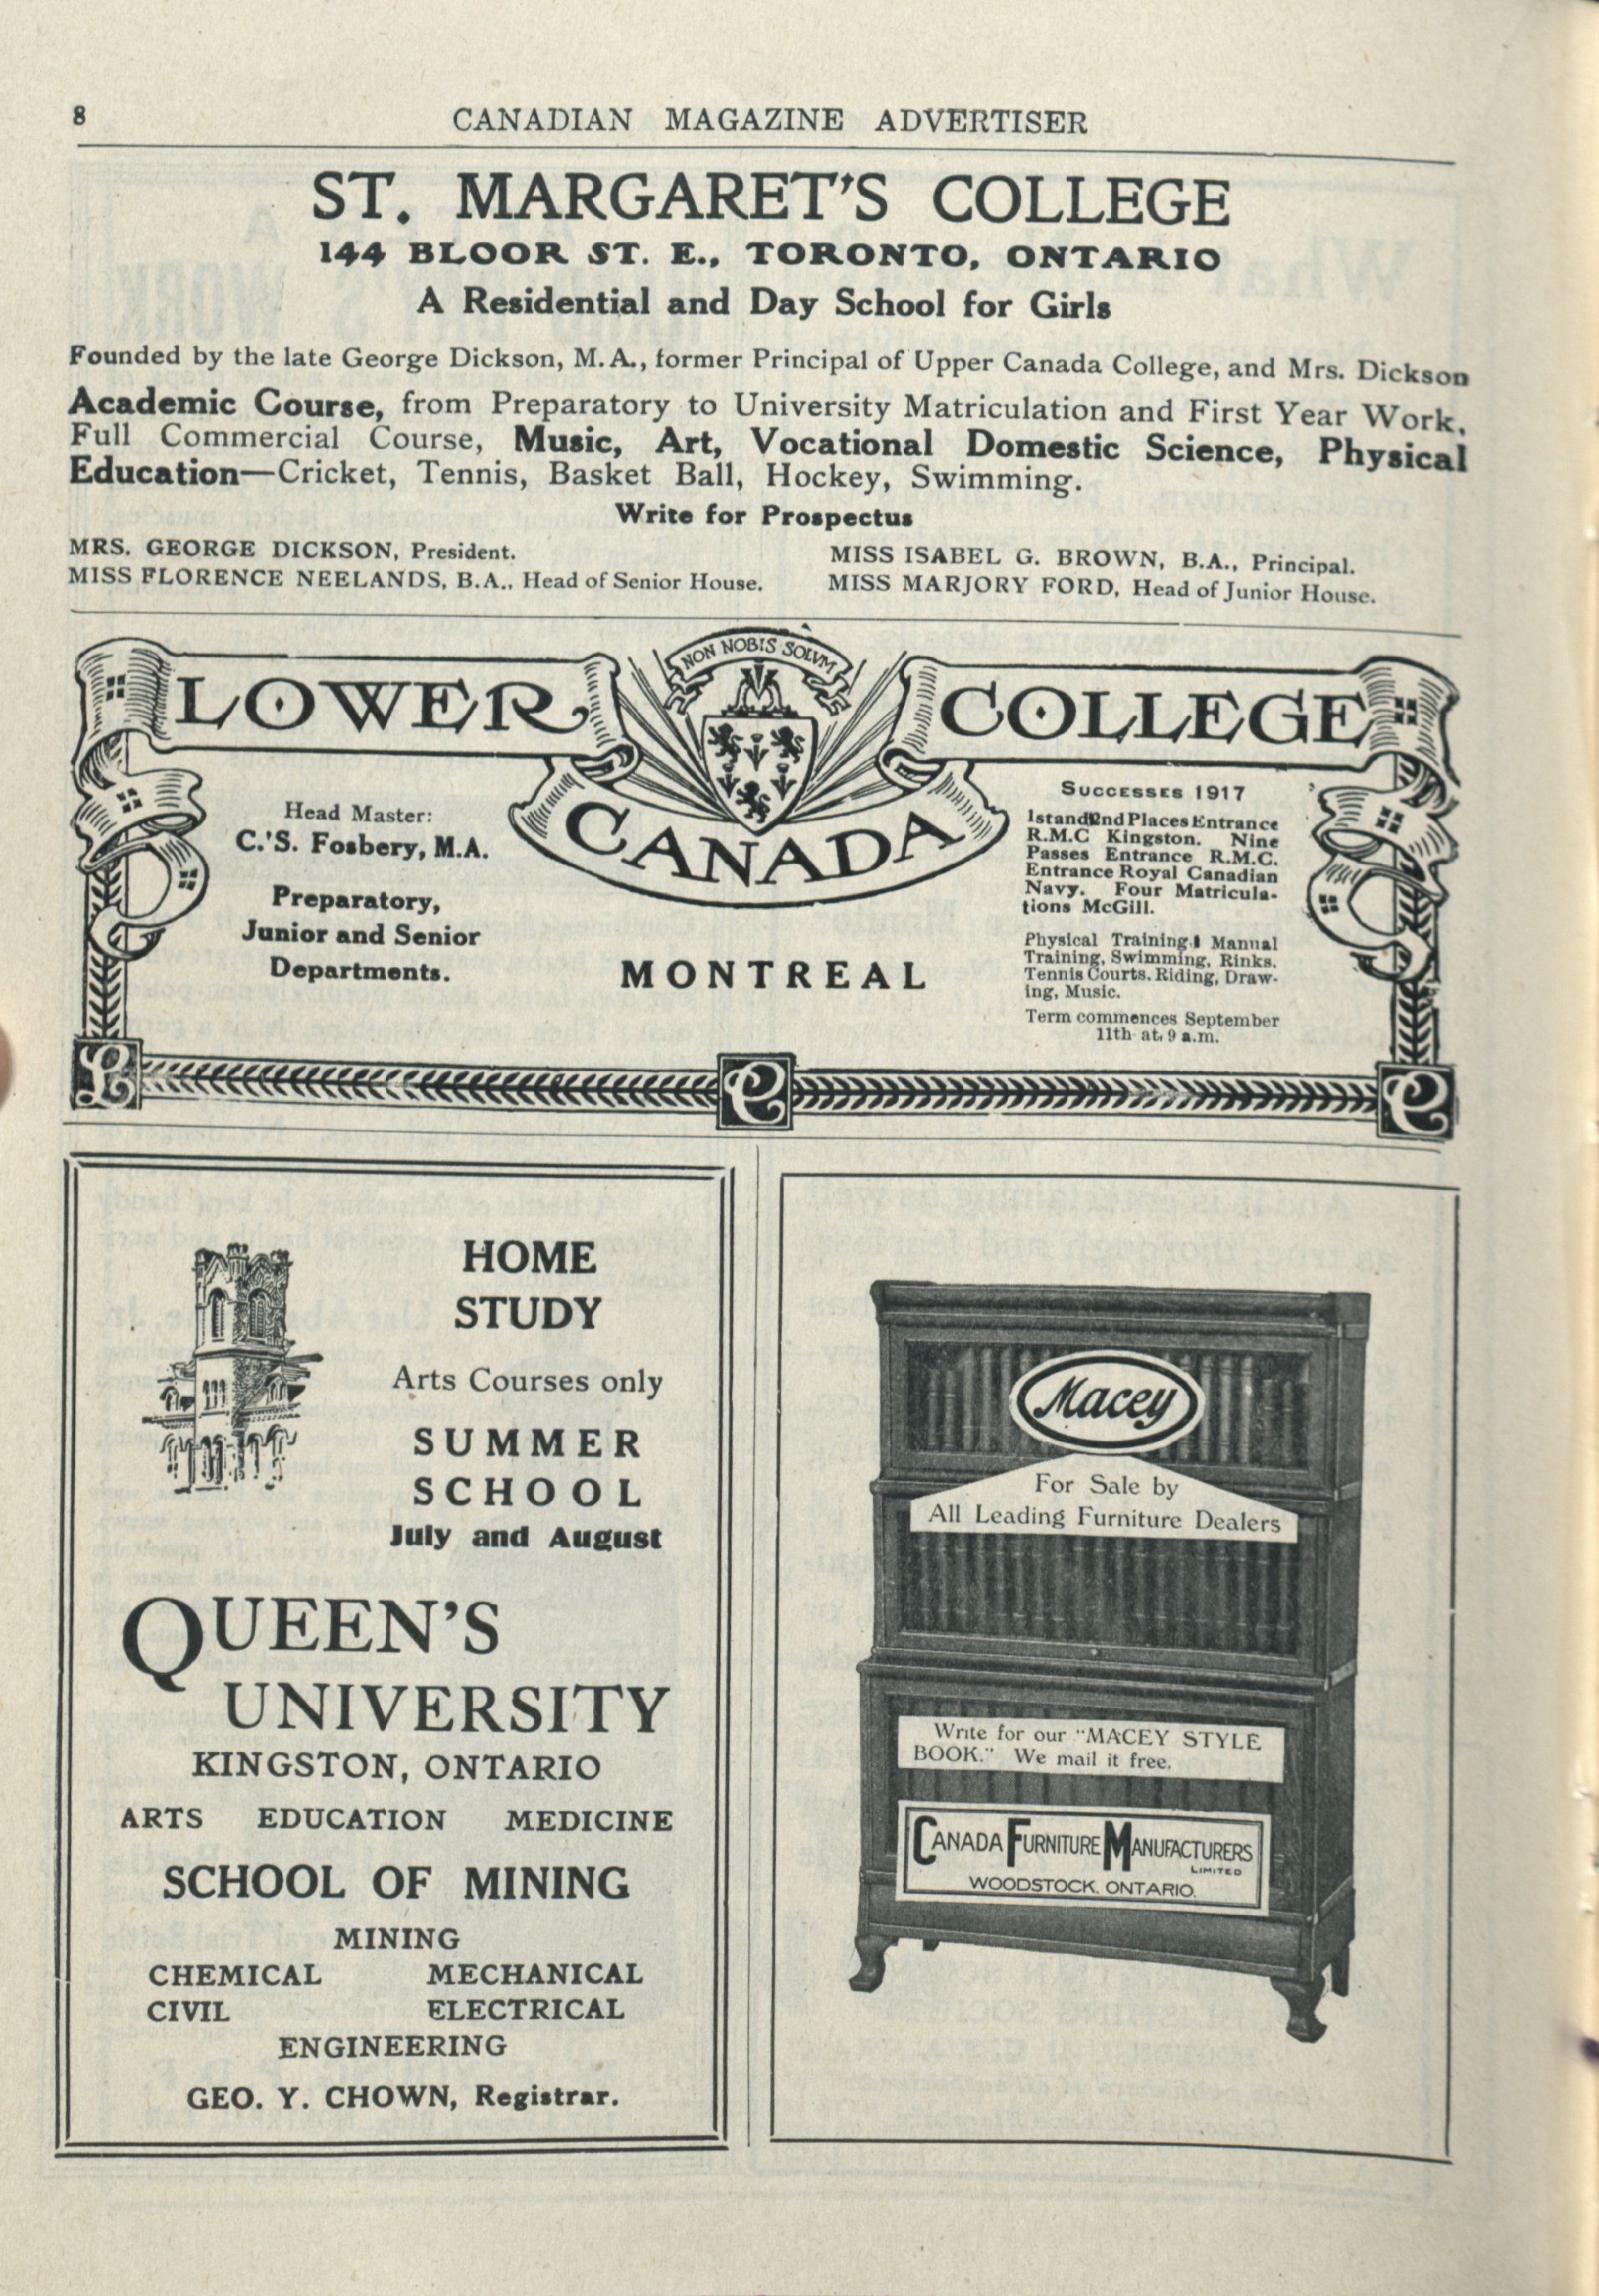 8
CANADIAN MAGAZINE ADVERTISER
ST. MARGARET'S COLLEGE
144 BLOOR ST. E., TORONTO, ONTARIO
A Residential and Day School for Girls
Founded by the late George Dickson, M.A., former Principal of Upper Canada College, and Mrs. Dickson
Academic Course, from Preparatory to University Matriculation and First Year Work,
Full Commercial Course, Music, Art, Vocational Domestic Science, Physical
Education—Cricket, Tennis, Basket Ball, Hockey, Swimming.
Write for Prospectus
MRS. GEORGE DICKSON, President.
MISS FLORENCE NEELANDS, B.A., Head of Senior House.
MISS ISABEL G. BROWN, B.A., Principal.
MISS MARJORY FORD, Head of Junior House.
NON NOBIS SOLVM
LOWER
CANADA
COLLEGE
Head Master:
C.'S. Fosbery, M.A.
Preparatory,
Junior and Senior
Departments.
MONTREAL
SUCCESSES 1917
1st and 2nd Places Entrance
R.M.C Kingston. Nine
Passes Entrance R.M.C.
Entrance Royal Canadian
Navy. Four Matricula-
tions McGill.
Physical Training, Manual
Training, Swimming, Rinks.
Tennis Courts. Riding, Draw-
ing, Music.
Term commences September
11th at 9 a.m.
L C C
HOME
STUDY
Arts Courses only
SUMMER
SCHOOL
July and August
QUEEN'S
UNIVERSITY
KINGSTON, ONTARIO
ARTS EDUCATION MEDICINE
SCHOOL OF MINING
MINING
CHEMICAL MECHANICAL
CIVIL ELECTRICAL
ENGINEERING
GEO. Y. CHOWN, Registrar.
Macey
For Sale by
All Leading Furniture Dealers
Write for our "MACEY STYLE
BOOK." We mail it free.
CANADA FURNITURE MANUFACTURERS
LIMITED
WOODSTOCK, ONTARIO.